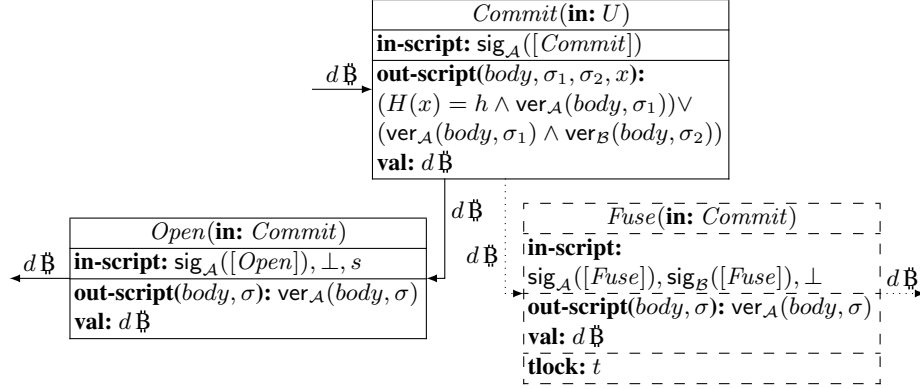 Commit(in: U)
in-script: sig_A([Commit])
d ₿
out-script(body, σ₁, σ₂, x):
(H(x) = h ∧ ver_A(body, σ₁))∨
(ver_A(body, σ₁) ∧ ver_B(body, σ₂))
val: d ₿
d ₿
d ₿
Open(in: Commit)
in-script: sig_A([Open]), ⊥, s
d ₿
out-script(body, σ): ver_A(body, σ)
val: d ₿
Fuse(in: Commit)
in-script:
sig_A([Fuse]), sig_B([Fuse]), ⊥
d ₿
out-script(body, σ): ver_A(body, σ)
val: d ₿
tlock: t